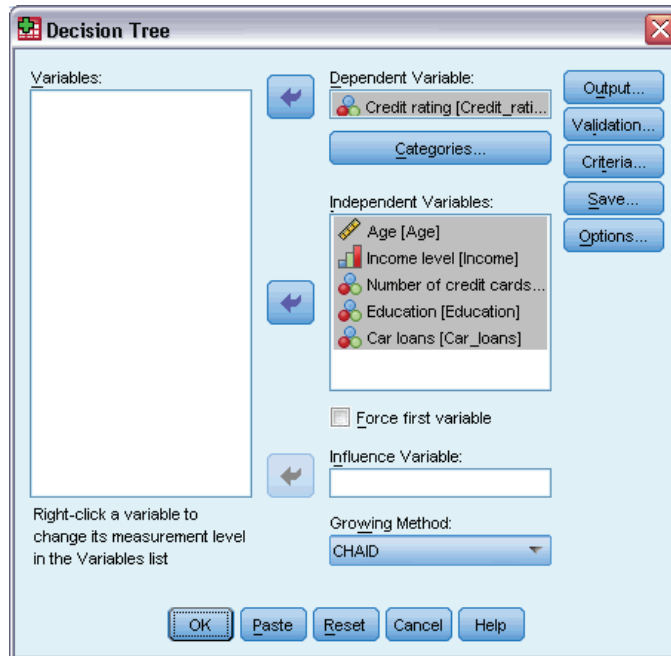 Decision Tree
Variables:
Dependent Variable:
Credit rating [Credit_rati...
Categories...
Independent Variables:
Age [Age]
Income level [Income]
Number of credit cards...
Education [Education]
Car loans [Car_loans]
Force first variable
Influence Variable:
Growing Method:
CHAID
Right-click a variable to
change its measurement level
in the Variables list
Output...
Validation...
Criteria...
Save...
Options...
OK
Paste
Reset
Cancel
Help